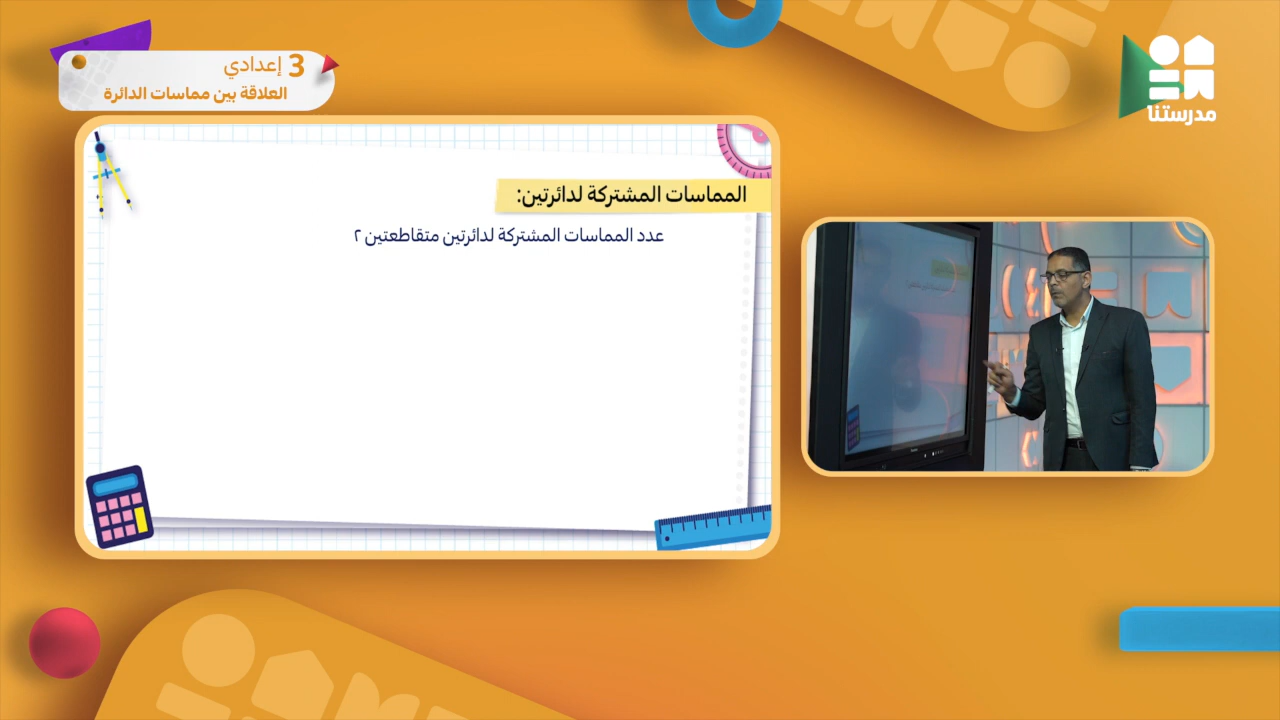 3 إعدادي
العلاقة بين مماسات الدائرة
مدرستنا
المماسات المشتركة لدائرتين:
عدد المماسات المشتركة لدائرتين متقاطعتين ٢